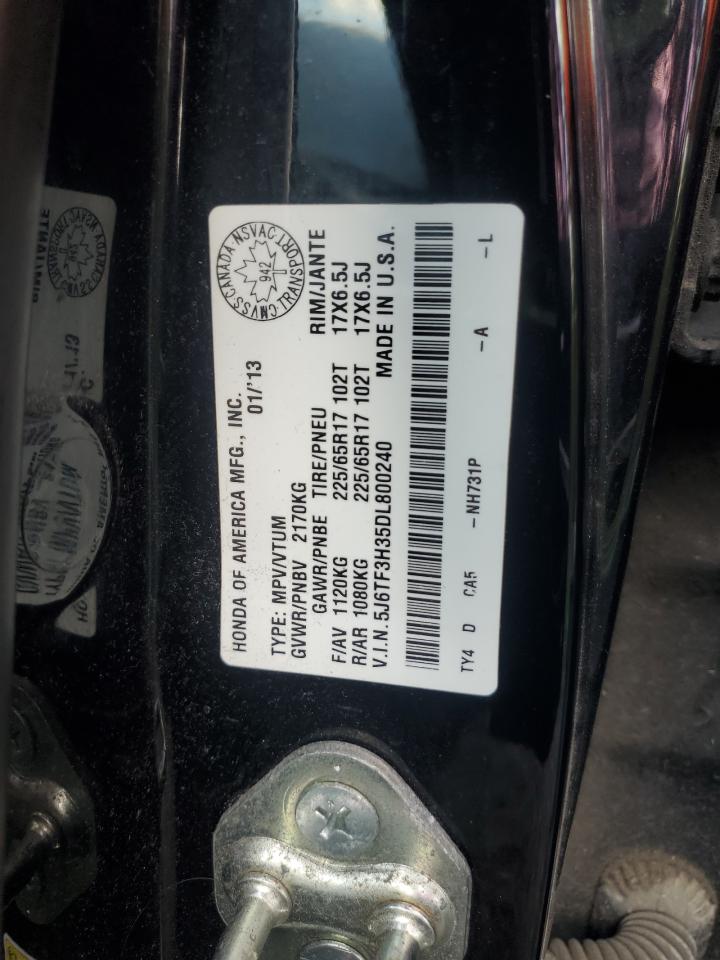 HONDA OF AMERICA MFG., INC.
01/'13
CMVSS CANADA NSVAC
TRANSPORT
942
TYPE: MPV/VTUM
GVWR/PNBV 2170KG
GAWR/PNBE TIRE/PNEU RIM/JANTE
F/AV 1120KG 225/65R17 102T 17X6.5J
R/AR 1080KG 225/65R17 102T 17X6.5J
V.I.N. 5J6TF3H35DL800240 MADE IN U.S.A.
TY4 D CA5 -NH731P -A -L